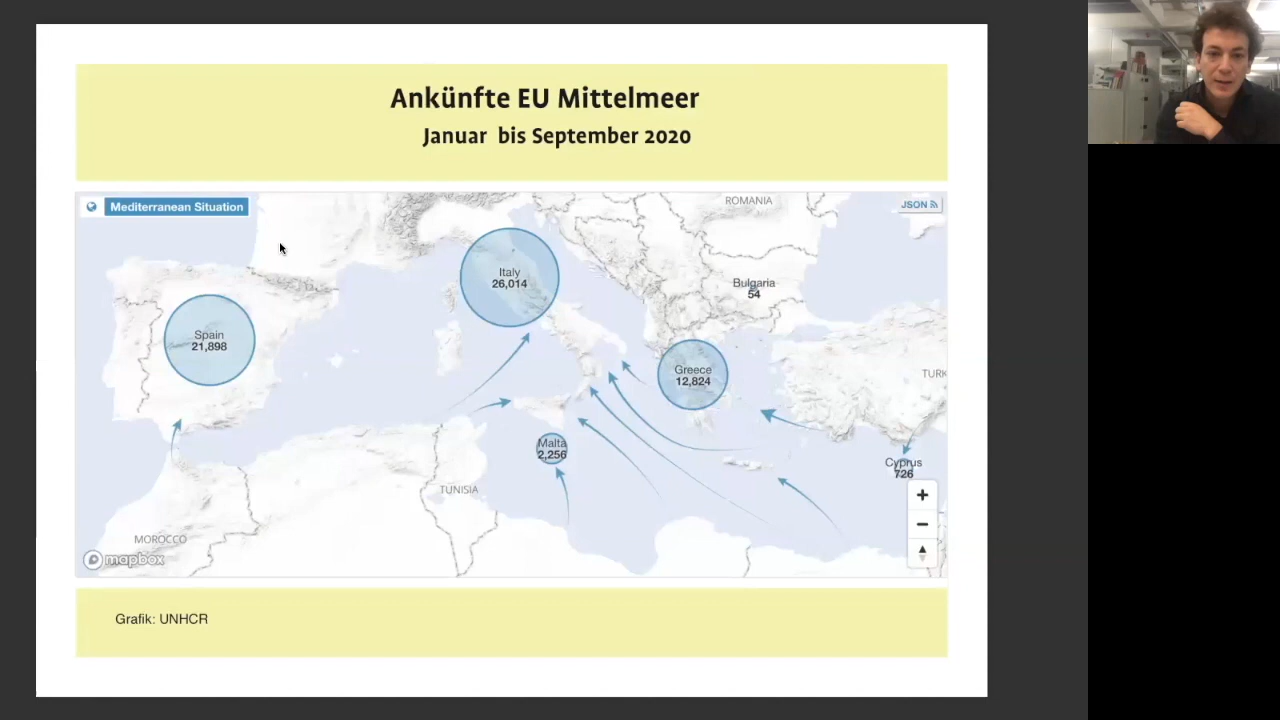 Ankünfte EU Mittelmeer
Januar bis September 2020
Mediterranean Situation
JSON
ROMANIA
Italy
26,014
Bulgaria
54
Spain
21,898
Greece
12,824
TURK
Malta
2,256
Cyprus
726
TUNISIA
MOROCCO
mapbox
Grafik: UNHCR